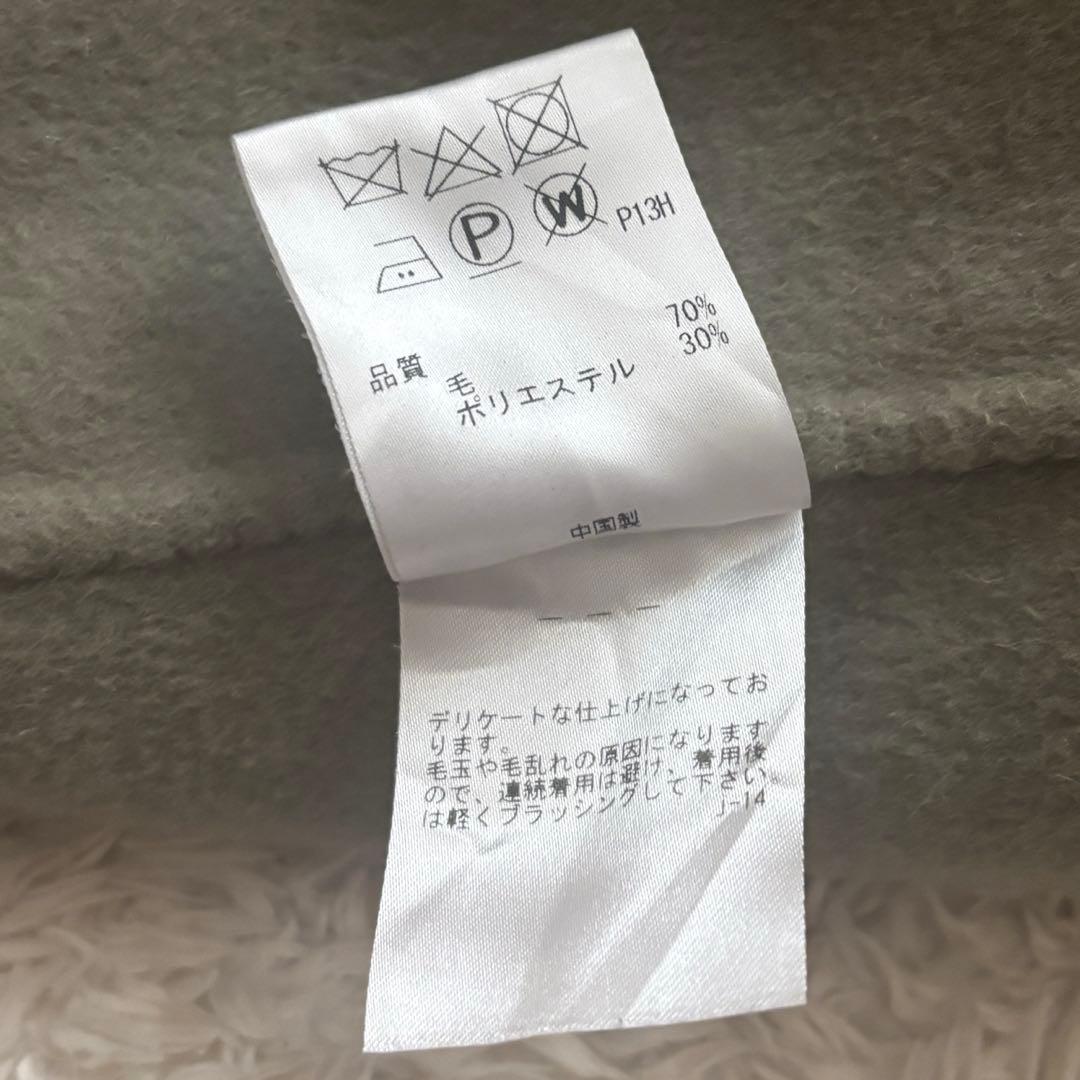 P
W
P13H
品質 毛 70%
ポリエステル 30%
中国製
デリケートな仕上げになってお
ります。
毛玉や毛乱れの原因になります
ので、連続着用は避け、着用後
は軽くブラッシングして下さい。
J-14